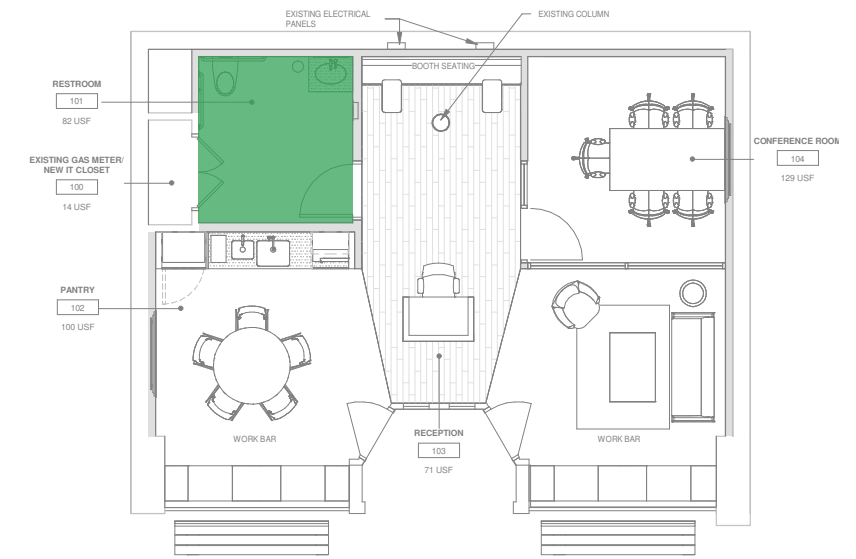 EXISTING ELECTRICAL
PANELS
EXISTING COLUMN
BOOTH SEATING
RESTROOM
101
82 USF
EXISTING GAS METER/
NEW IT CLOSET
100
14 USF
CONFERENCE ROOM
104
129 USF
PANTRY
102
100 USF
WORK BAR
RECEPTION
103
71 USF
WORK BAR